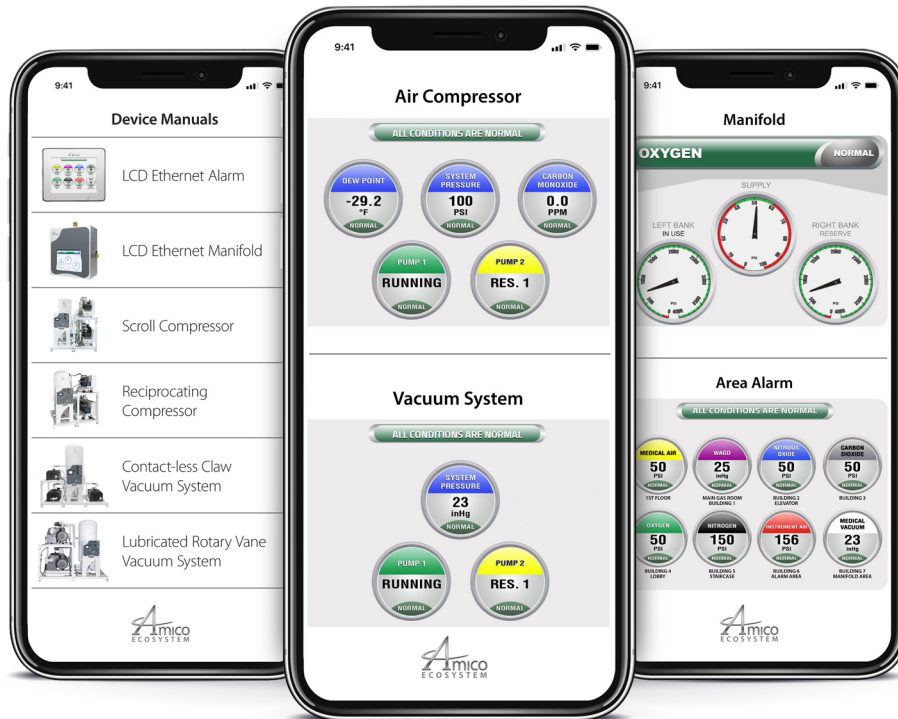 9:41
Device Manuals
LCD Ethernet Alarm
LCD Ethernet Manifold
Scroll Compressor
Reciprocating
Compressor
Contact-less Claw
Vacuum System
Lubricated Rotary Vane
Vacuum System
Amico
ECOSYSTEM
9:41
Air Compressor
ALL CONDITIONS ARE NORMAL
DEW POINT
-29.2
°F
NORMAL
SYSTEM
PRESSURE
100
PSI
NORMAL
CARBON
MONOXIDE
0.0
PPM
NORMAL
PUMP 1
RUNNING
NORMAL
PUMP 2
RES. 1
NORMAL
Vacuum System
ALL CONDITIONS ARE NORMAL
SYSTEM
PRESSURE
23
inHg
NORMAL
PUMP 1
RUNNING
NORMAL
PUMP 2
RES. 1
NORMAL
Amico
ECOSYSTEM
9:41
Manifold
OXYGEN
NORMAL
SUPPLY
PSI
LEFT BANK
IN USE
PSI
RIGHT BANK
RESERVE
PSI
Area Alarm
ALL CONDITIONS ARE NORMAL
MEDICAL AIR
50
PSI
NORMAL
1ST FLOOR
WAGD
25
inHg
NORMAL
MAIN GAS ROOM
BUILDING 1
NITROUS
OXIDE
50
PSI
NORMAL
BUILDING 2
ELEVATOR
CARBON
DIOXIDE
50
PSI
NORMAL
BUILDING 3
OXYGEN
50
PSI
NORMAL
BUILDING 4
LOBBY
NITROGEN
150
PSI
NORMAL
BUILDING 5
STAIRCASE
INSTRUMENT AIR
156
PSI
NORMAL
BUILDING 6
ALARM AREA
MEDICAL
VACUUM
23
inHg
NORMAL
BUILDING 7
MANIFOLD AREA
Amico
ECOSYSTEM